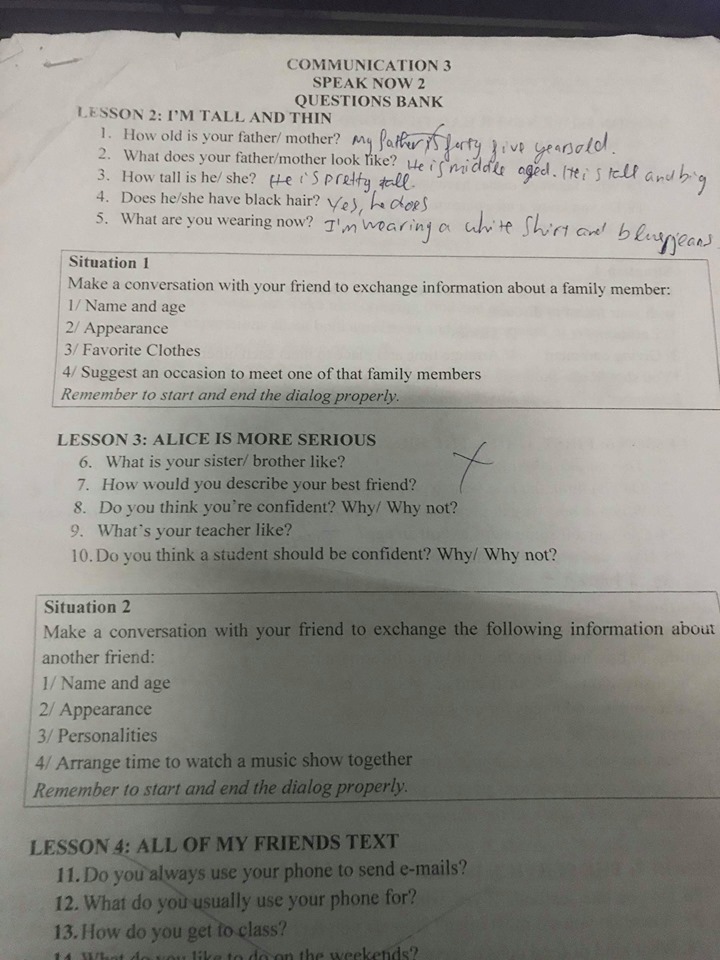 COMMUNICATION 3
SPEAK NOW 2
QUESTIONS BANK
LESSON 2: I'M TALL AND THIN
1. How old is your father/ mother? My father is forty five years old.
2. What does your father/mother look like? He is middle aged. He is tall and big
3. How tall is he/ she? He is pretty tall.
4. Does he/she have black hair? Yes, he does
5. What are you wearing now? I'm wearing a white shirt and blue jeans
Situation 1
Make a conversation with your friend to exchange information about a family member:
1/ Name and age
2/ Appearance
3/ Favorite Clothes
4/ Suggest an occasion to meet one of that family members
Remember to start and end the dialog properly.
LESSON 3: ALICE IS MORE SERIOUS
6. What is your sister/ brother like?
7. How would you describe your best friend?
8. Do you think you're confident? Why/ Why not?
9. What's your teacher like?
10. Do you think a student should be confident? Why/ Why not?
Situation 2
Make a conversation with your friend to exchange the following information about
another friend:
1/ Name and age
2/ Appearance
3/ Personalities
4/ Arrange time to watch a music show together
Remember to start and end the dialog properly.
LESSON 4: ALL OF MY FRIENDS TEXT
11. Do you always use your phone to send e-mails?
12. What do you usually use your phone for?
13. How do you get to class?
14. What do you like to do on the weekends?